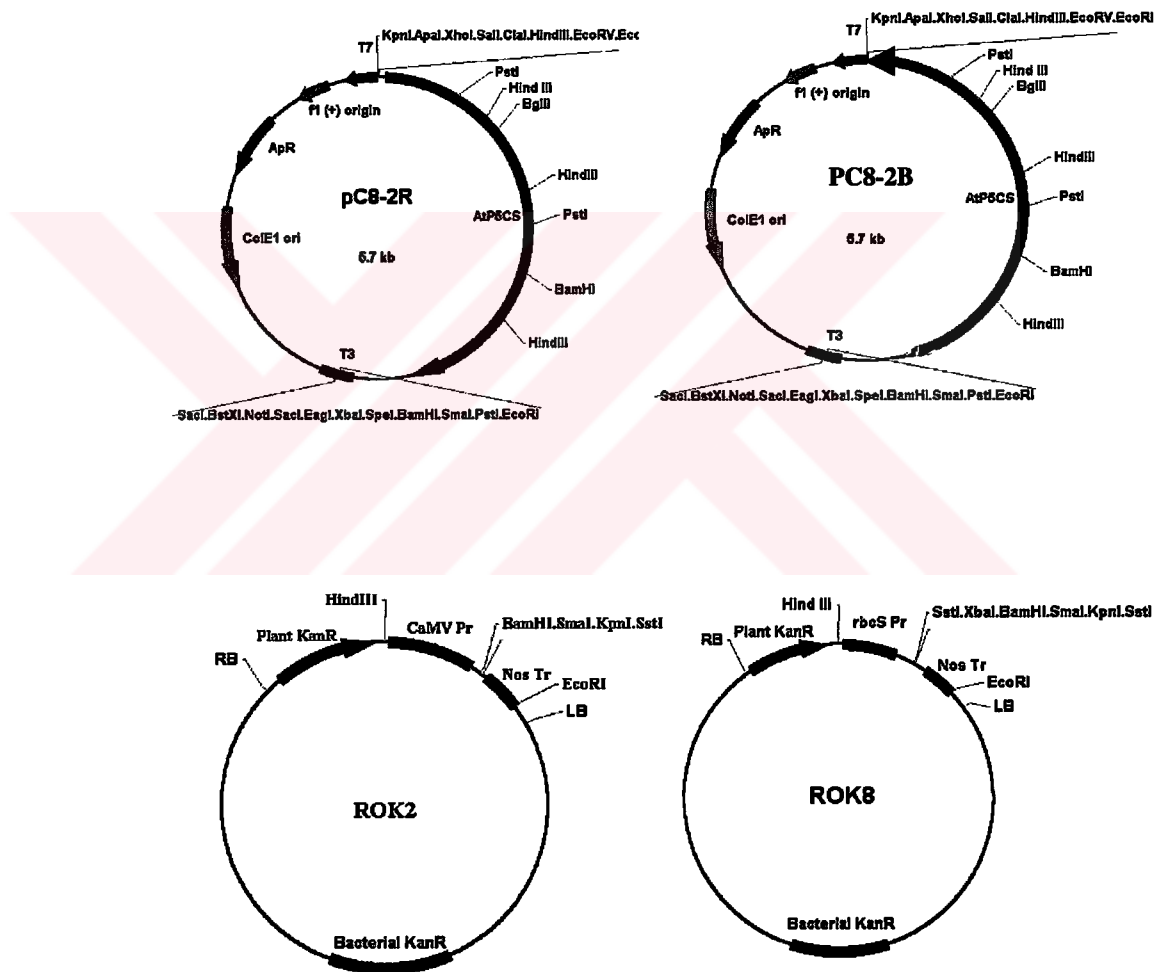 KpnI.ApaI.XhoI.SalI.ClaI.HindIII.EcoRV.Ecc
T7
PstI
Hind III
BglII
f1 (+) origin
ApR
HindIII
pC8-2R
AtP5CS
PstI
ColE1 ori
6.7 kb
BamHI
HindIII
T3
SacI.BstXI.NotI.SacI.EagI.XbaI.SpeI.BamHI.SmaI.PstI.EcoRI
KpnI.ApaI.XhoI.SalI.ClaI.HindIII.EcoRV.EcoRI
T7
PstI
Hind III
BglII
f1 (+) origin
ApR
HindIII
PC8-2B
AtP5CS
PstI
ColE1 ori
6.7 kb
BamHI
HindIII
T3
SacI.BstXI.NotI.SacI.EagI.XbaI.SpeI.BamHI.SmaI.PstI.EcoRI
HindIII
CaMV Pr
Plant KanR
BamHI.SmaI.KpnI.SstI
RB
Nos Tr
EcoRI
LB
ROK2
Bacterial KanR
Hind III
rbcS Pr
SstI.XbaI.BamHI.SmaI.KpnI.SstI
Plant KanR
RB
Nos Tr
EcoRI
LB
ROK8
Bacterial KanR